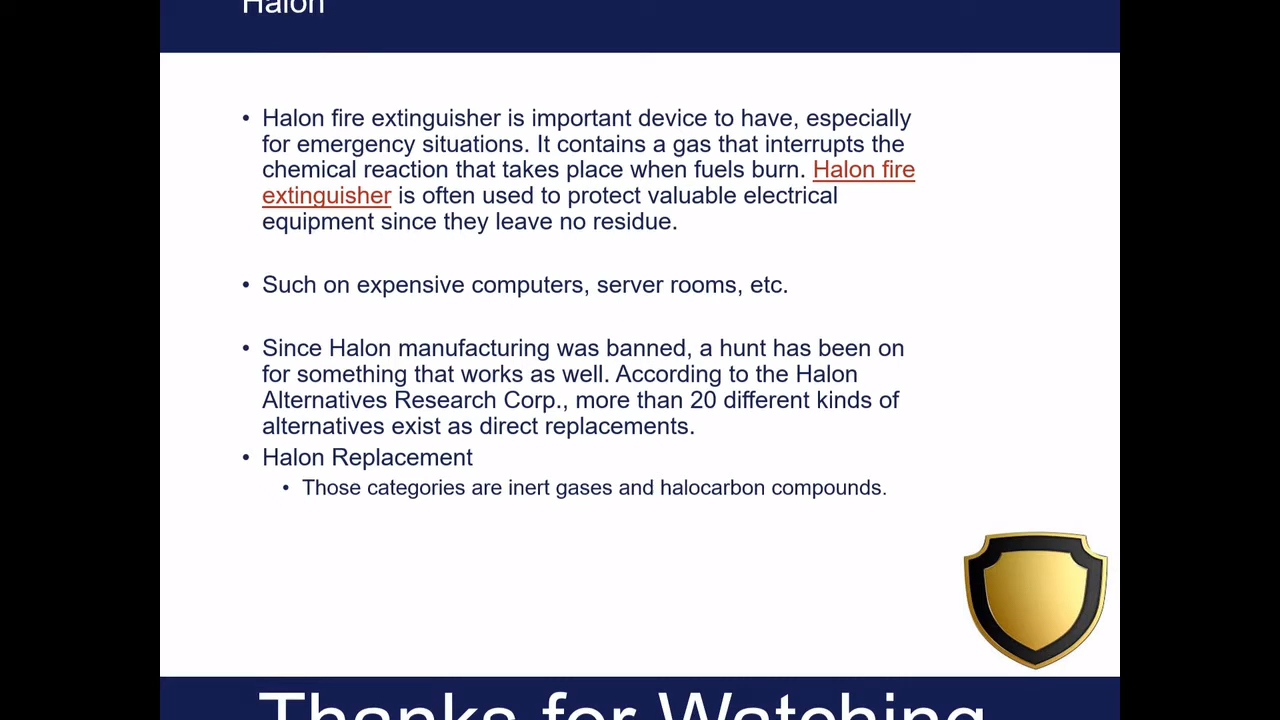 Halon
• Halon fire extinguisher is important device to have, especially
for emergency situations. It contains a gas that interrupts the
chemical reaction that takes place when fuels burn. Halon fire
extinguisher is often used to protect valuable electrical
equipment since they leave no residue.
• Such on expensive computers, server rooms, etc.
• Since Halon manufacturing was banned, a hunt has been on
for something that works as well. According to the Halon
Alternatives Research Corp., more than 20 different kinds of
alternatives exist as direct replacements.
• Halon Replacement
• Those categories are inert gases and halocarbon compounds.
Thanks for Watching